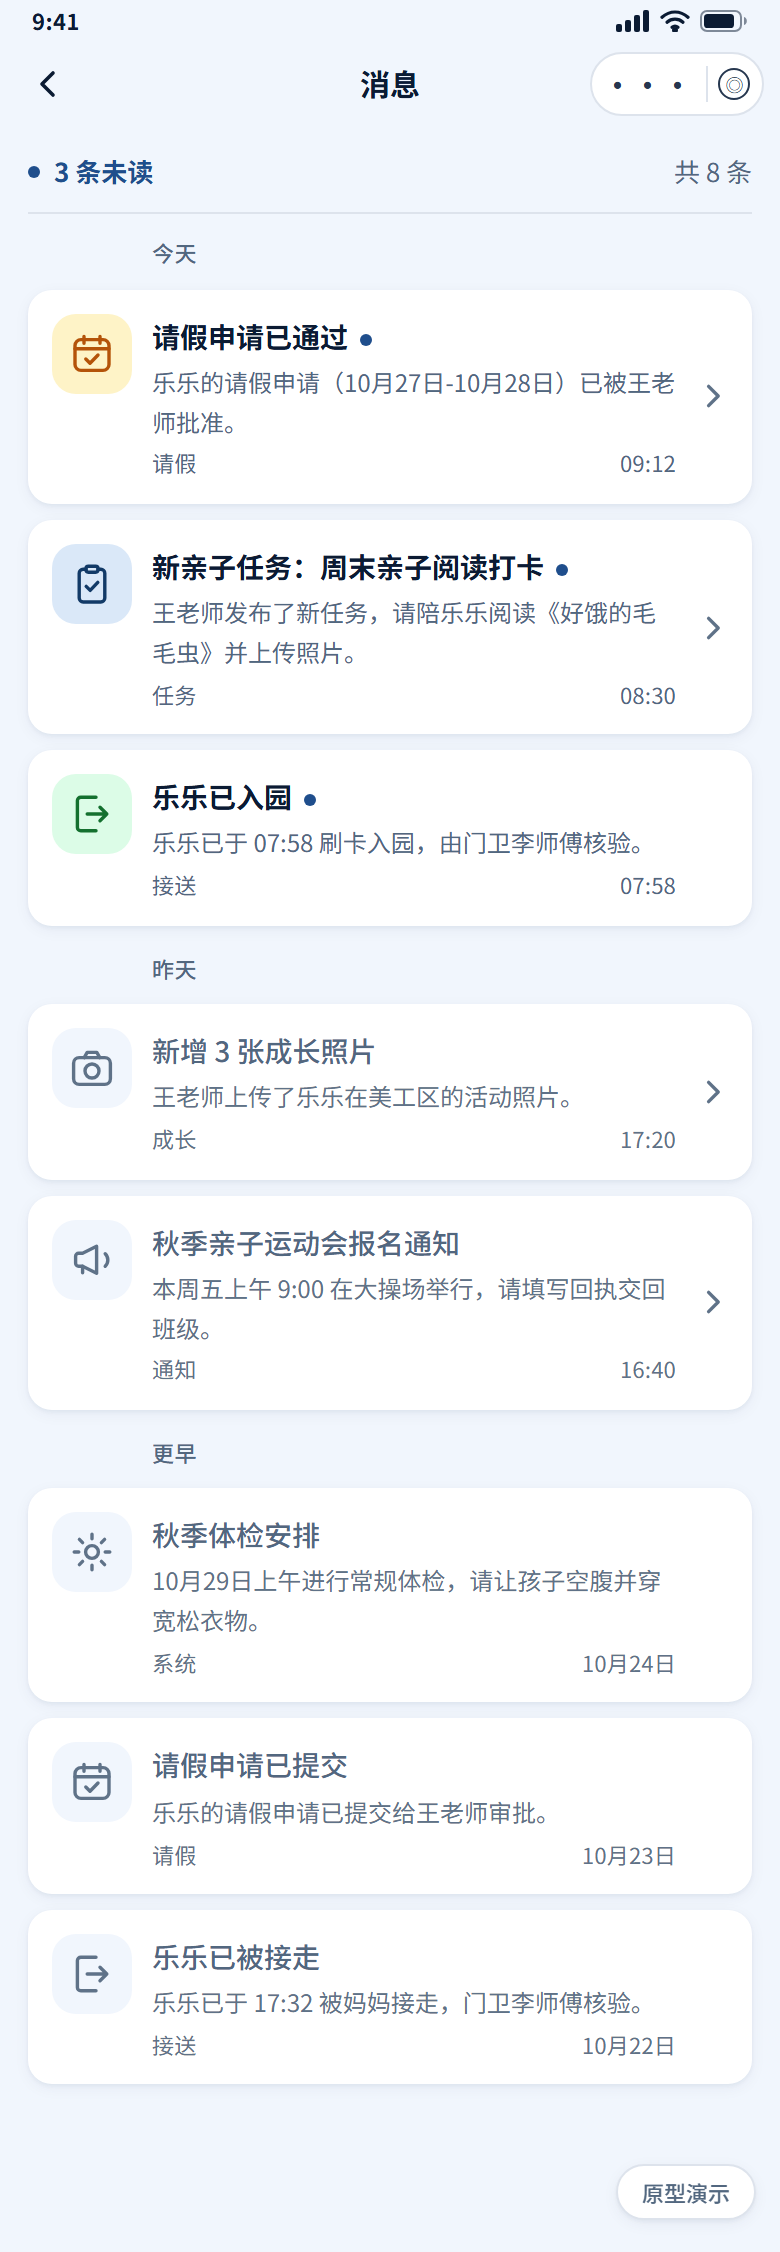 9:41
消息
3 条未读
共 8 条
今天
请假申请已通过
乐乐的请假申请（10月27日-10月28日）已被王老
师批准。
请假 09:12
新亲子任务：周末亲子阅读打卡
王老师发布了新任务，请陪乐乐阅读《好饿的毛
毛虫》并上传照片。
任务 08:30
乐乐已入园
乐乐已于 07:58 刷卡入园，由门卫李师傅核验。
接送 07:58
昨天
新增 3 张成长照片
王老师上传了乐乐在美工区的活动照片。
成长 17:20
秋季亲子运动会报名通知
本周五上午 9:00 在大操场举行，请填写回执交回
班级。
通知 16:40
更早
秋季体检安排
10月29日上午进行常规体检，请让孩子空腹并穿
宽松衣物。
系统 10月24日
请假申请已提交
乐乐的请假申请已提交给王老师审批。
请假 10月23日
乐乐已被接走
乐乐已于 17:32 被妈妈接走，门卫李师傅核验。
接送 10月22日
原型演示